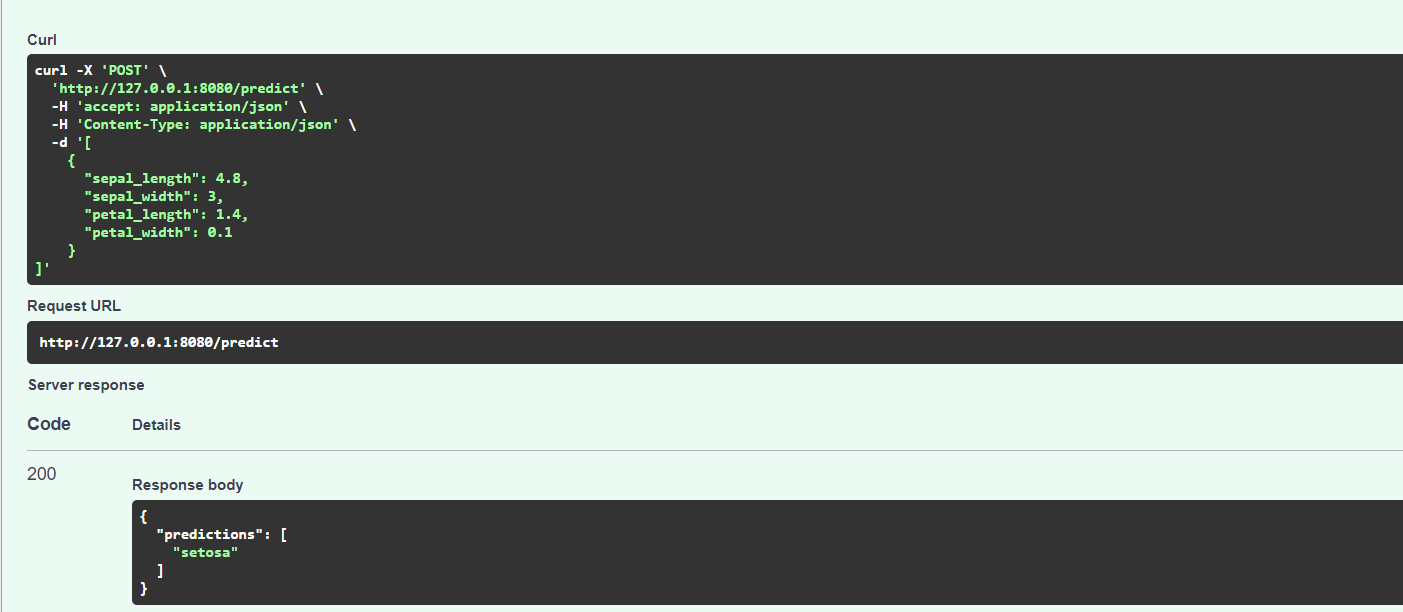 Curl
curl -X 'POST' \
  'http://127.0.0.1:8080/predict' \
  -H 'accept: application/json' \
  -H 'Content-Type: application/json' \
  -d '[
    {
      "sepal_length": 4.8,
      "sepal_width": 3,
      "petal_length": 1.4,
      "petal_width": 0.1
    }
]'
Request URL
http://127.0.0.1:8080/predict
Server response
Code Details
200
Response body
{
  "predictions": [
    "setosa"
  ]
}